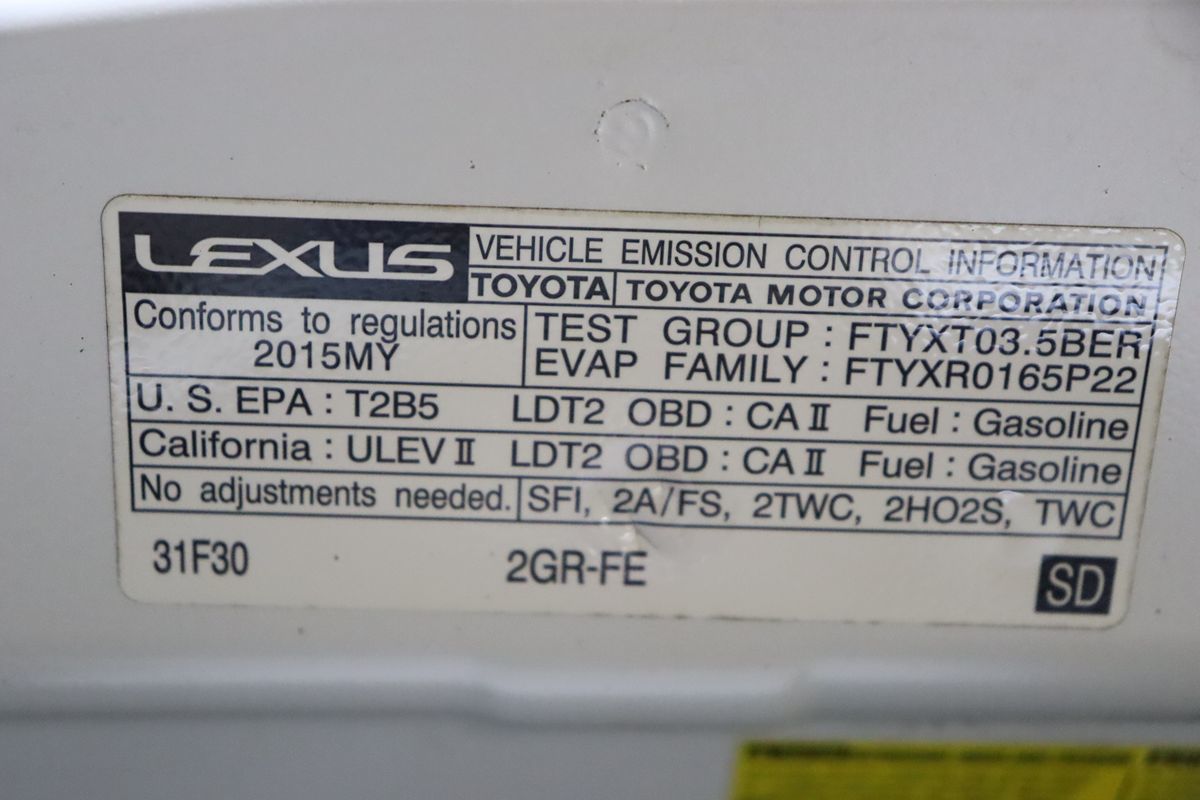 LEXUS VEHICLE EMISSION CONTROL INFORMATION
TOYOTA TOYOTA MOTOR CORPORATION
Conforms to regulations
2015MY
TEST GROUP : FTYXT03.5BER
EVAP FAMILY : FTYXR0165P22
U. S. EPA : T2B5 LDT2 OBD : CA II Fuel : Gasoline
California : ULEV II LDT2 OBD : CA II Fuel : Gasoline
No adjustments needed. SFI, 2A/FS, 2TWC, 2HO2S, TWC
31F30 2GR-FE SD